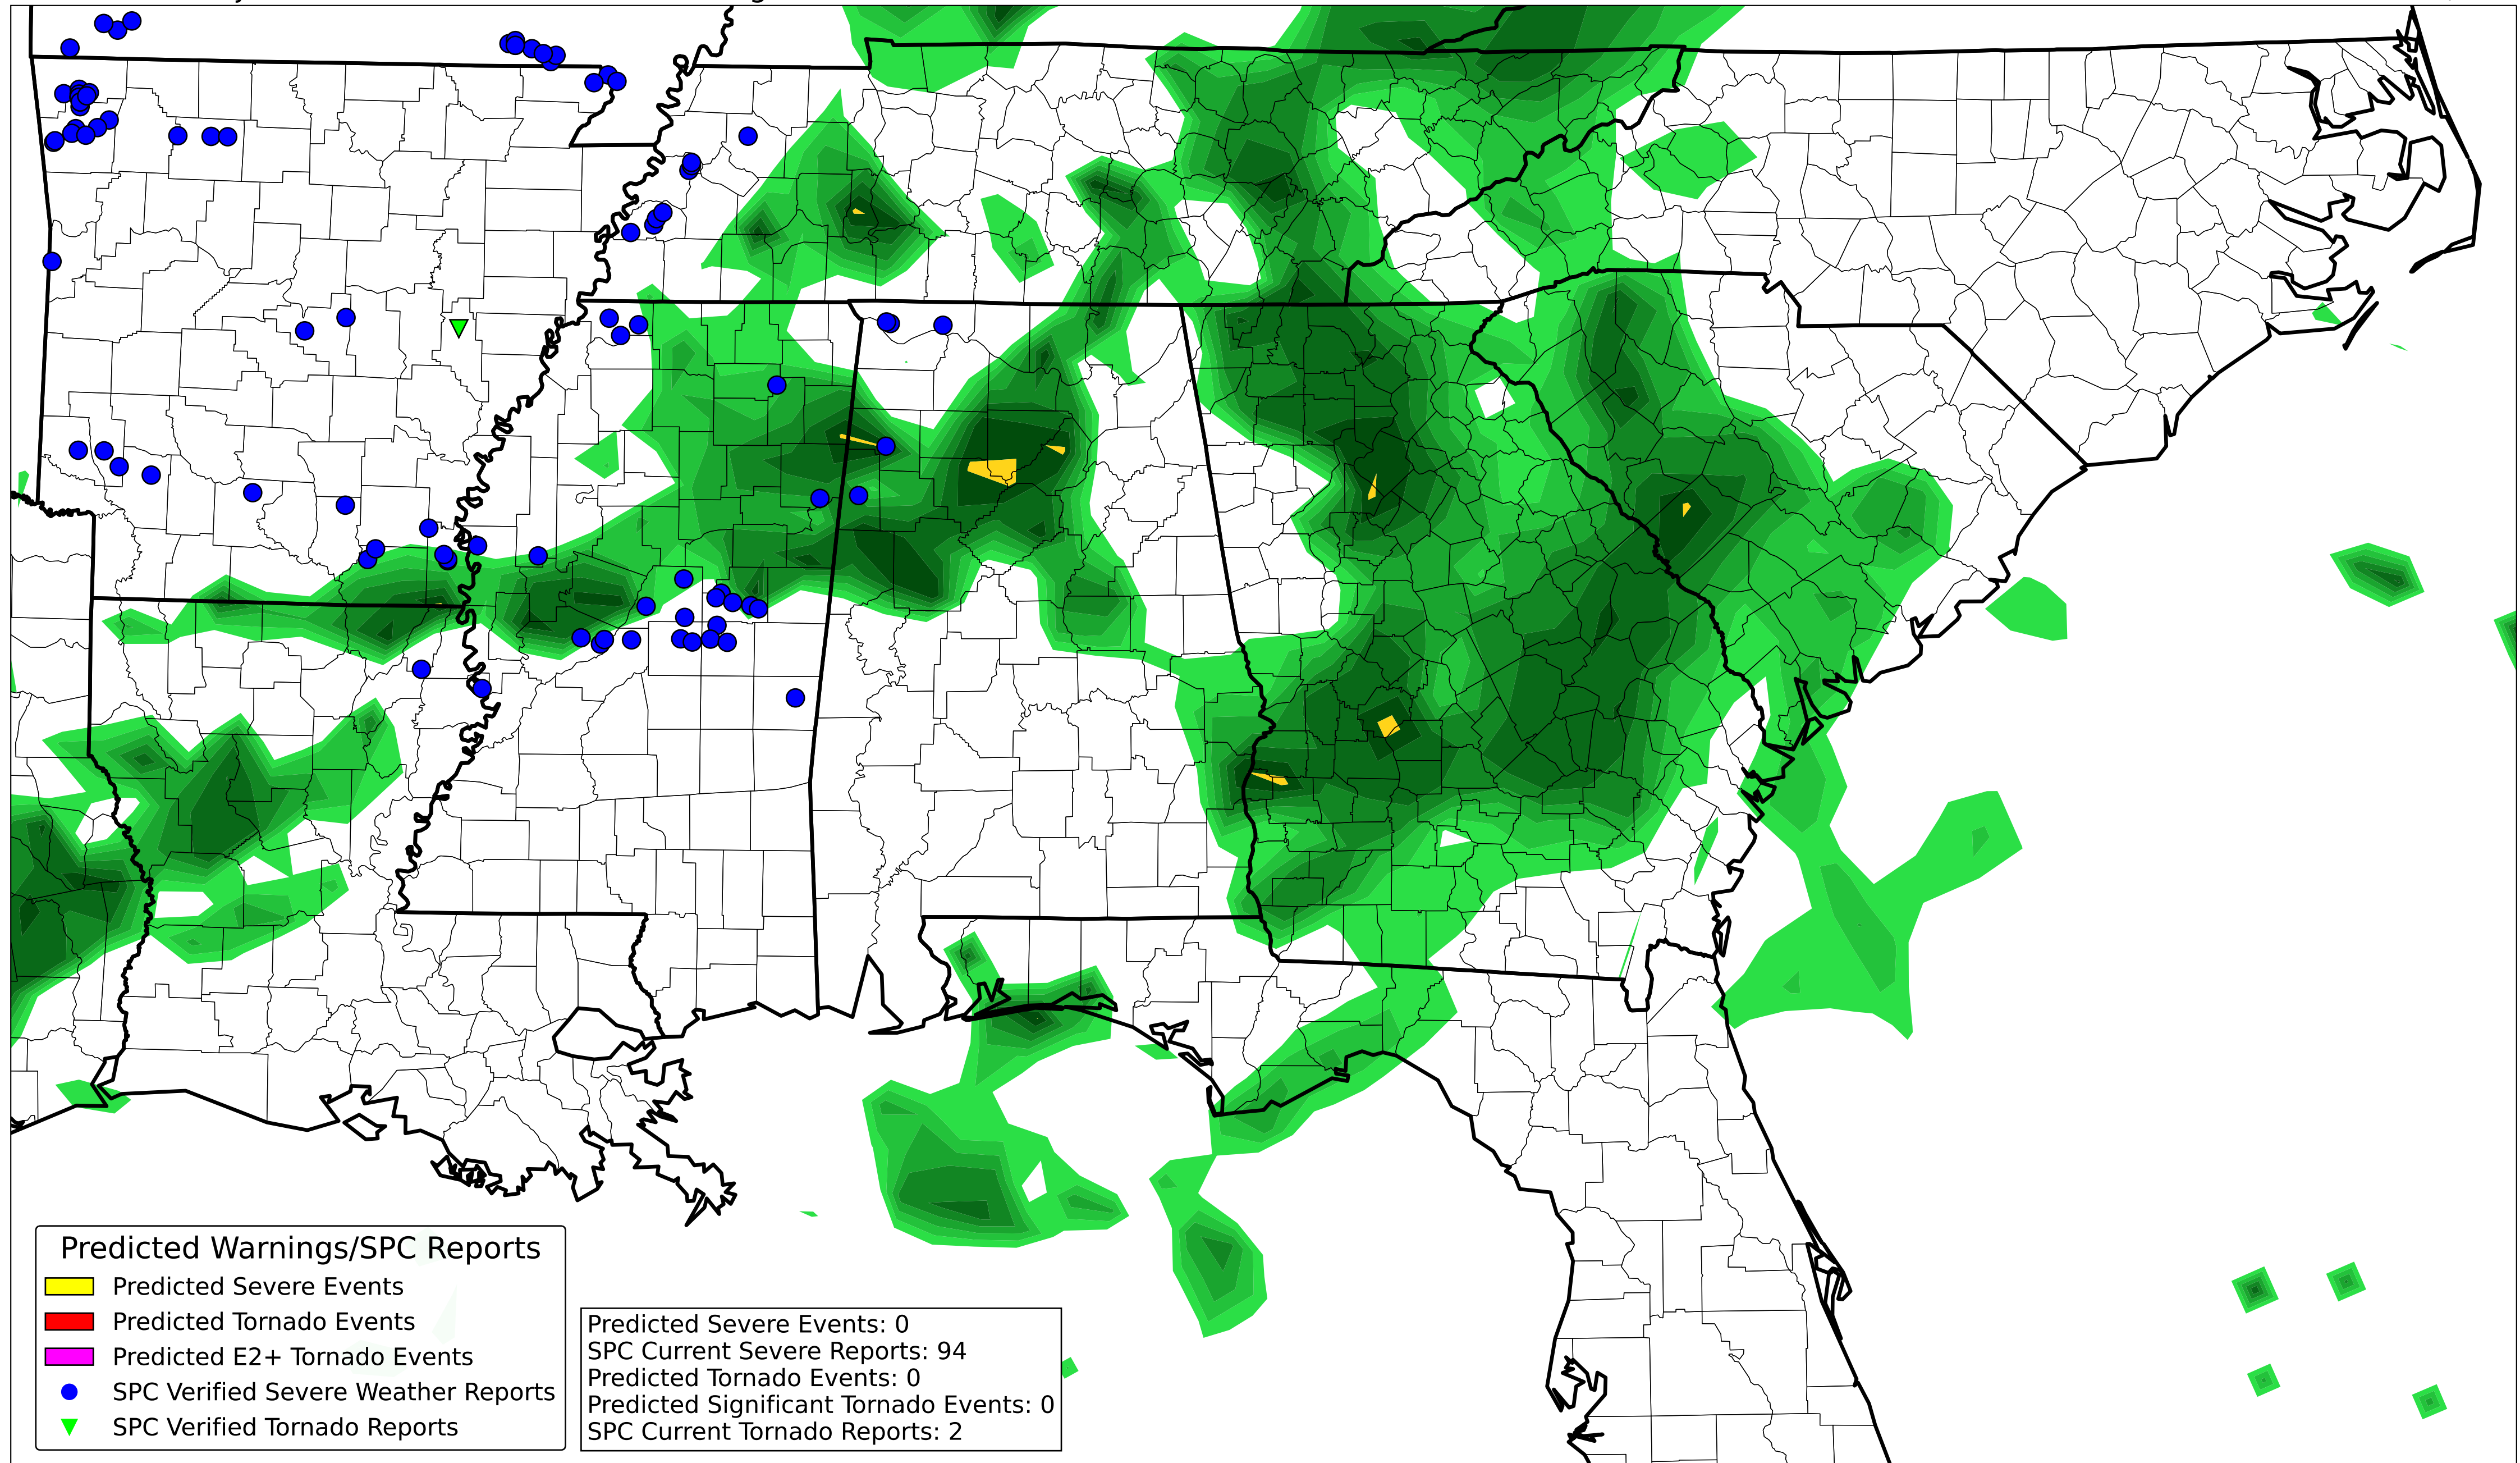 Predicted Warnings/SPC Reports
Predicted Severe Events
Predicted Tornado Events
Predicted E2+ Tornado Events
SPC Verified Severe Weather Reports
SPC Verified Tornado Reports
Predicted Severe Events: 0
SPC Current Severe Reports: 94
Predicted Tornado Events: 0
Predicted Significant Tornado Events: 0
SPC Current Tornado Reports: 2